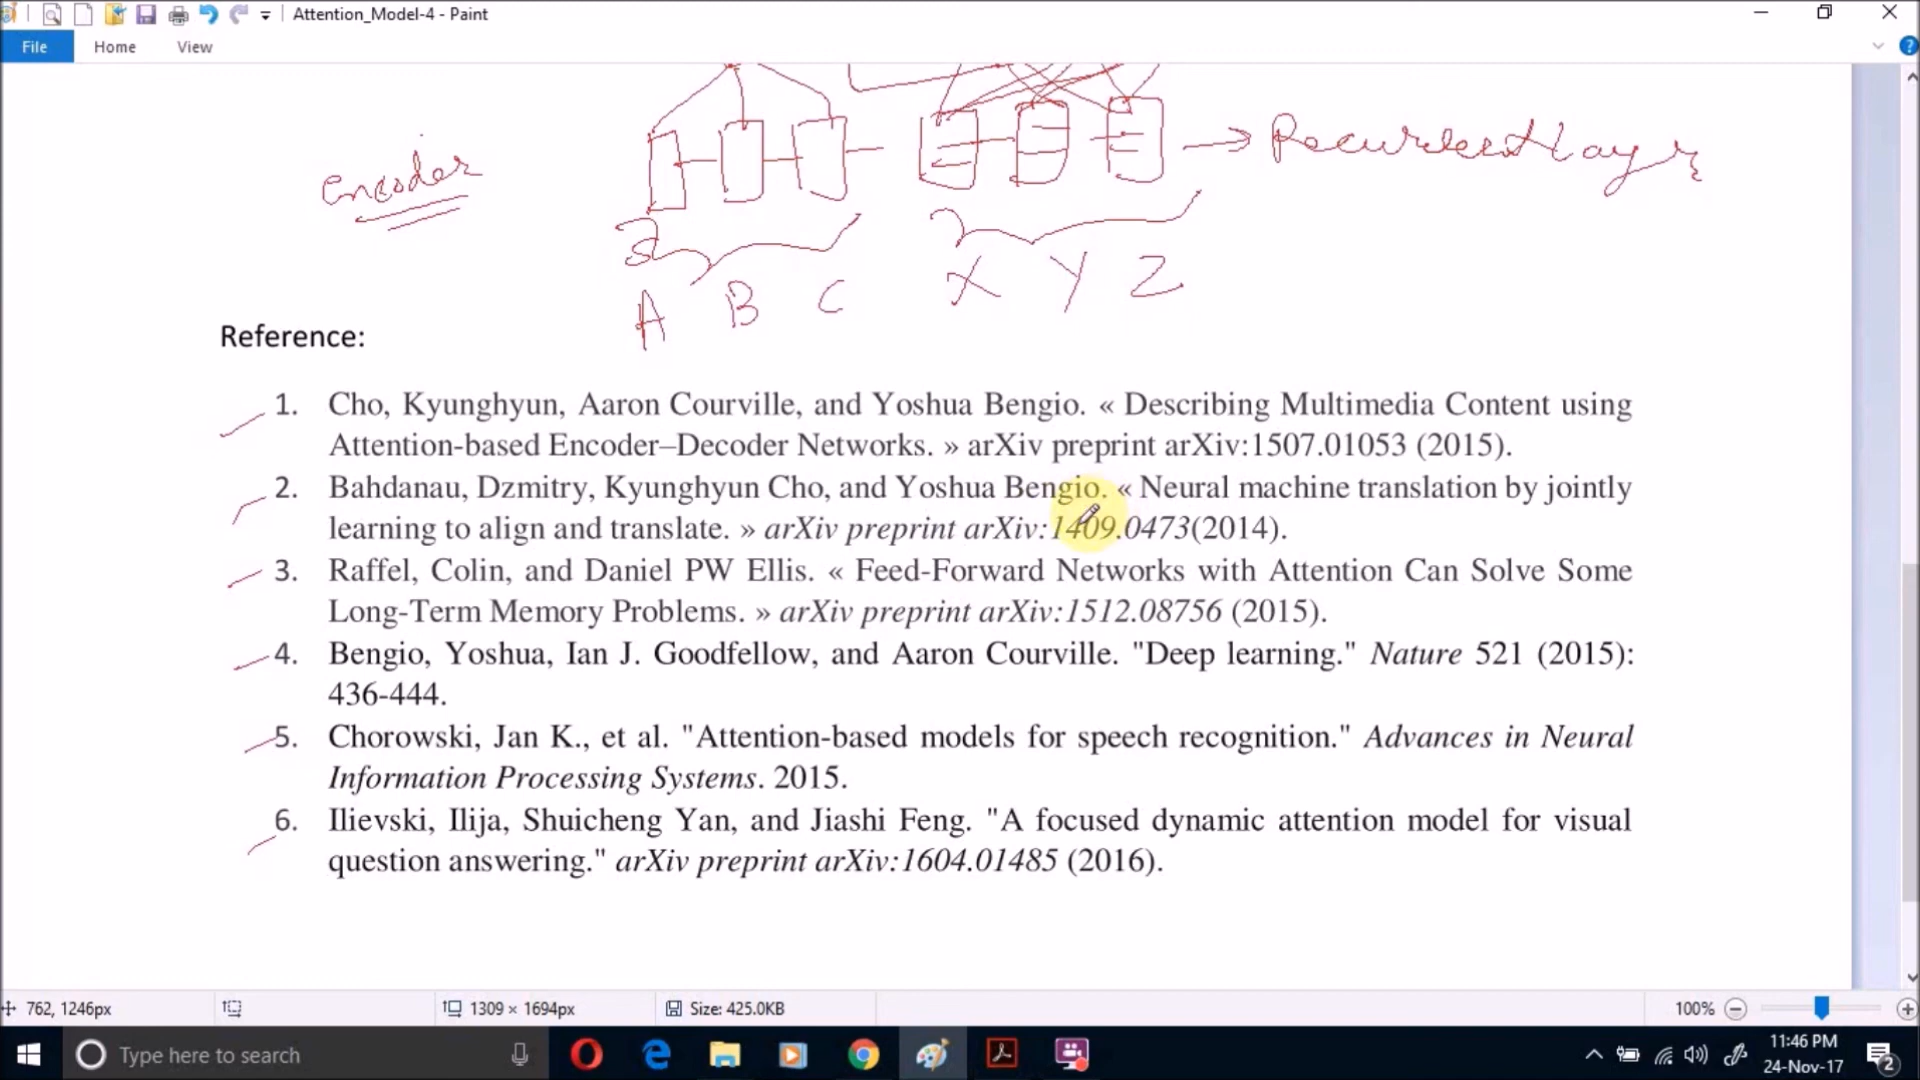 Attention_Model-4 - Paint
File Home View
encoder
Recurrent Layer
A B C X Y Z
Reference:
1. Cho, Kyunghyun, Aaron Courville, and Yoshua Bengio. « Describing Multimedia Content using
Attention-based Encoder–Decoder Networks. » arXiv preprint arXiv:1507.01053 (2015).
2. Bahdanau, Dzmitry, Kyunghyun Cho, and Yoshua Bengio. « Neural machine translation by jointly
learning to align and translate. » arXiv preprint arXiv:1409.0473(2014).
3. Raffel, Colin, and Daniel PW Ellis. « Feed-Forward Networks with Attention Can Solve Some
Long-Term Memory Problems. » arXiv preprint arXiv:1512.08756 (2015).
4. Bengio, Yoshua, Ian J. Goodfellow, and Aaron Courville. "Deep learning." Nature 521 (2015):
436-444.
5. Chorowski, Jan K., et al. "Attention-based models for speech recognition." Advances in Neural
Information Processing Systems. 2015.
6. Ilievski, Ilija, Shuicheng Yan, and Jiashi Feng. "A focused dynamic attention model for visual
question answering." arXiv preprint arXiv:1604.01485 (2016).
762, 1246px 1309 × 1694px Size: 425.0KB 100%
Type here to search
11:46 PM
24-Nov-17
2